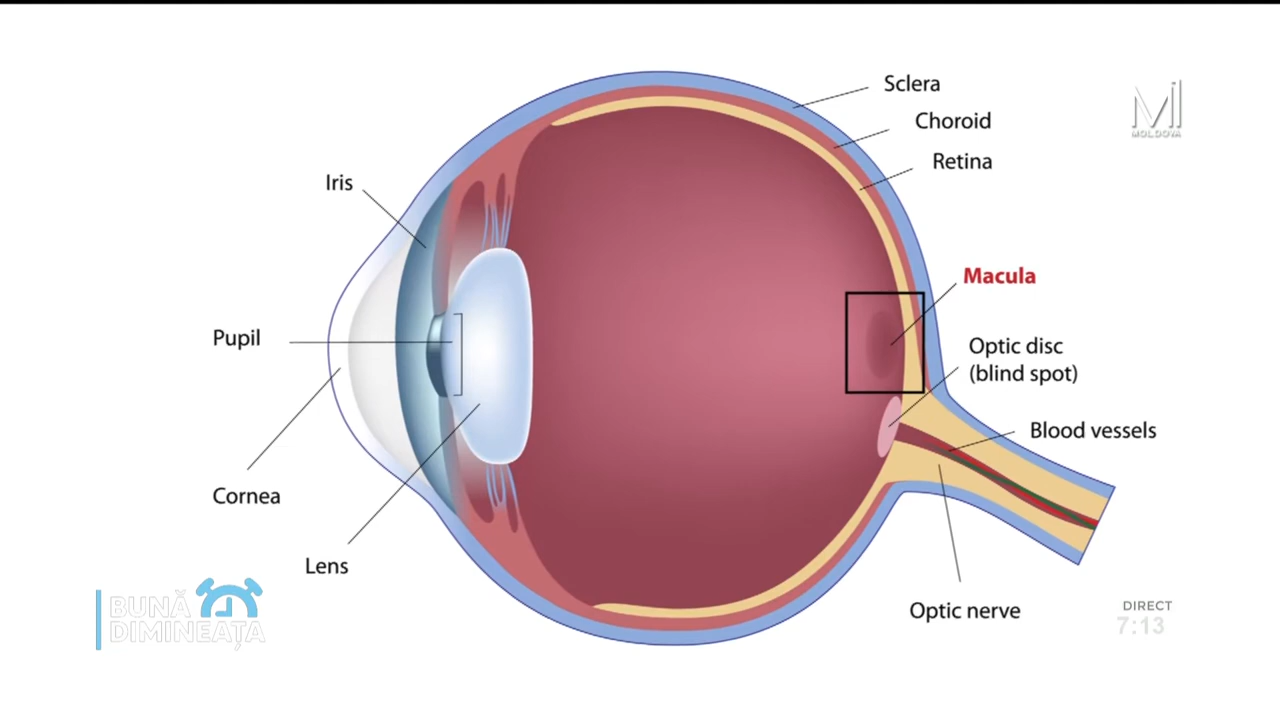 Sclera
Choroid
Retina
Iris
Macula
Pupil
Optic disc
(blind spot)
Blood vessels
Cornea
Lens
Optic nerve
M1
MOLDOVA
BUNĂ
DIMINEAȚA
DIRECT
7:13